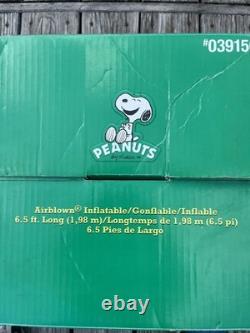 #03915
PEANUTS
Airblown® Inflatable/Gonflable/Inflable
6.5 ft. Long (1,98 m)/Longtemps de 1,98 m (6.5 pi)
6.5 Pies de Largo
ebay